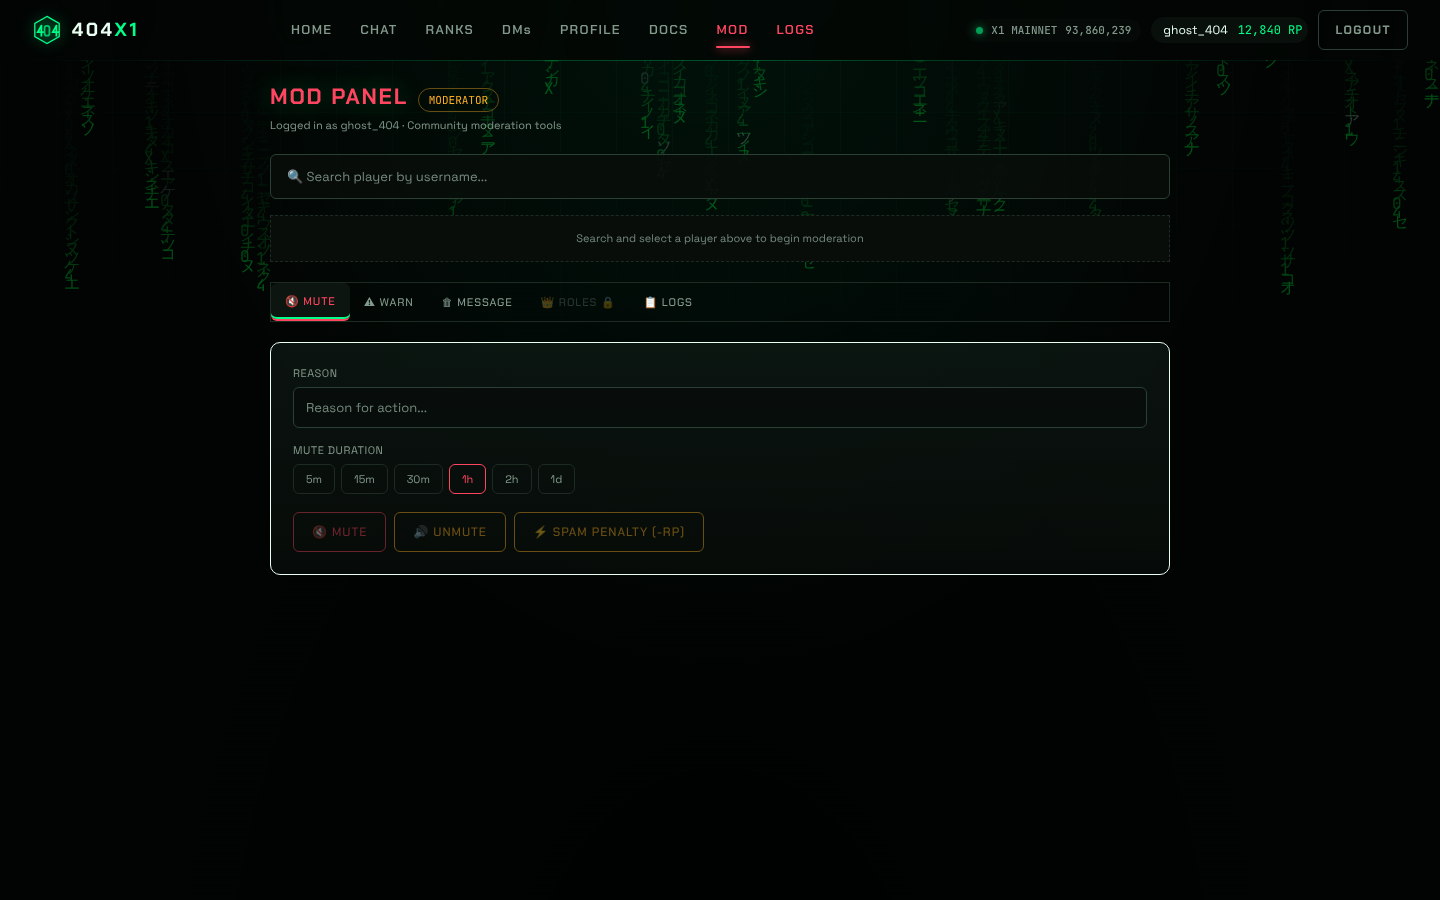 404 404X1 HOME CHAT RANKS DMs PROFILE DOCS MOD LOGS X1 MAINNET 93,860,239 ghost_404 12,840 RP LOGOUT
MOD PANEL MODERATOR
Logged in as ghost_404 · Community moderation tools
🔍 Search player by username...
Search and select a player above to begin moderation
🔇 MUTE ⚠ WARN 🗑 MESSAGE 👑 ROLES 🔒 📋 LOGS
REASON
Reason for action...
MUTE DURATION
5m 15m 30m 1h 2h 1d
🔇 MUTE 🔊 UNMUTE ⚡ SPAM PENALTY [-RP]